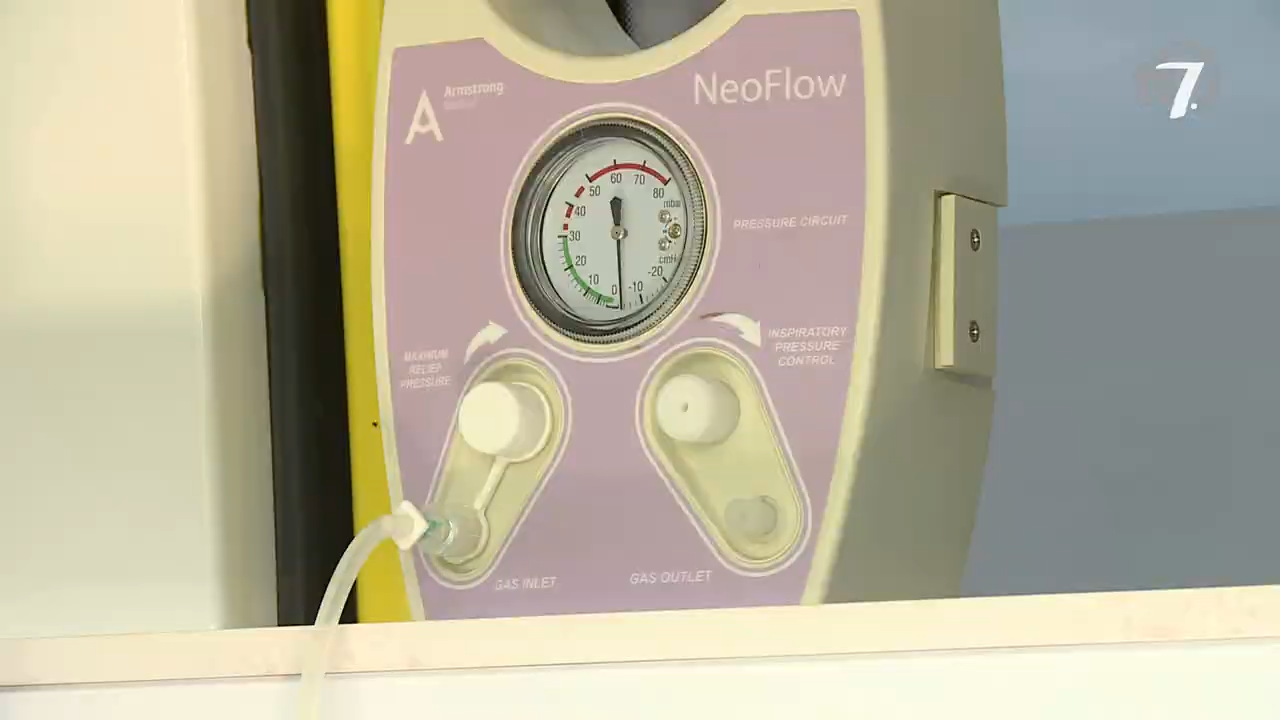 7.
A
Armstrong
NeoFlow
60
50
70
40
80
mbar
30
20
10
0
-10
-20
cmH
PRESSURE CIRCUIT
MAXIMUM
RELIEF
PRESSURE
INSPIRATORY
PRESSURE
CONTROL
GAS INLET
GAS OUTLET